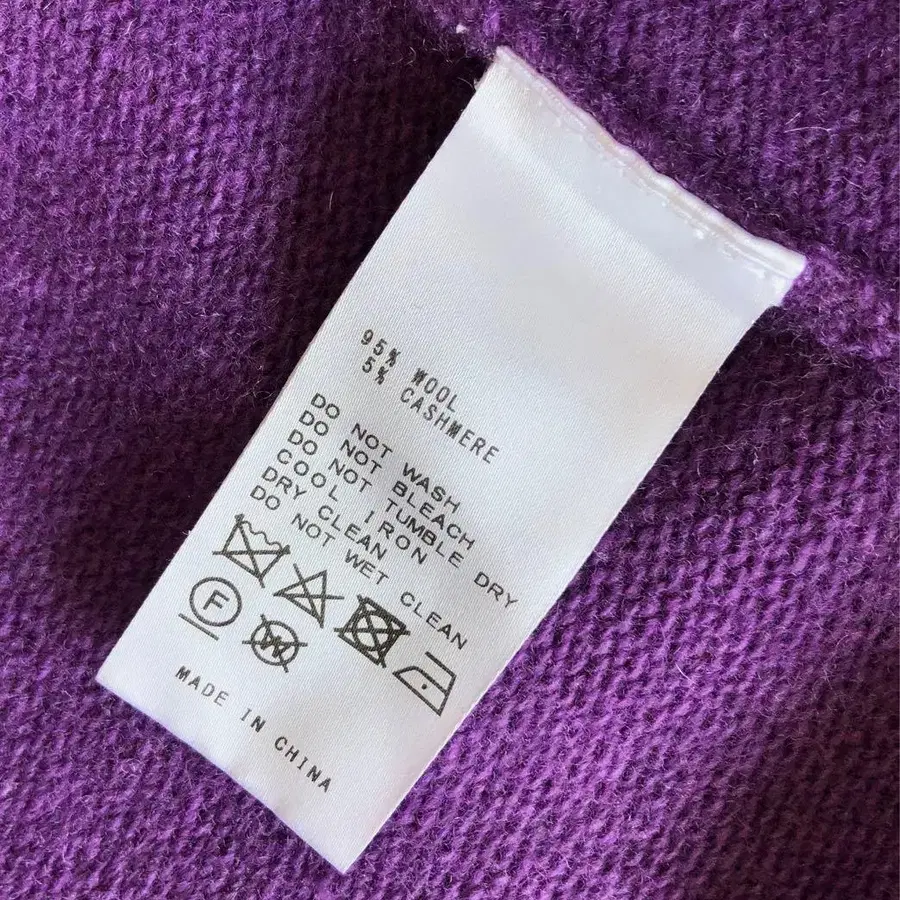 95% WOOL
5% CASHMERE
DO NOT WASH
DO NOT BLEACH
DO NOT TUMBLE DRY
COOL IRON
DRY CLEAN
DO NOT WET CLEAN
F W
MADE IN CHINA